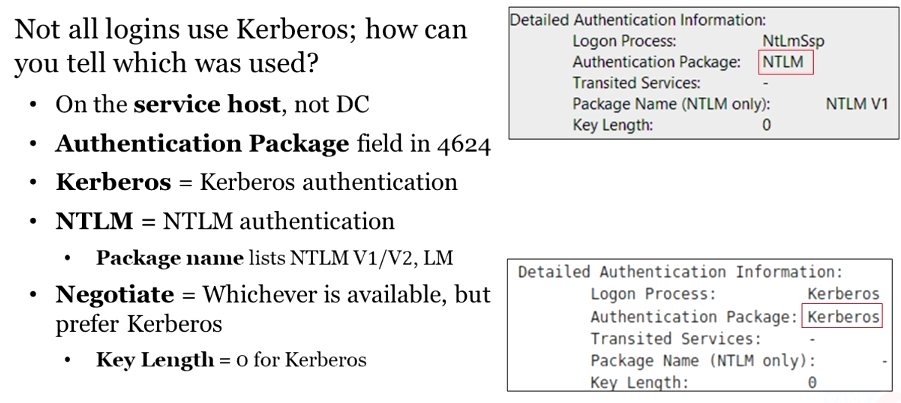 Not all logins use Kerberos; how can
you tell which was used?
• On the service host, not DC
• Authentication Package field in 4624
• Kerberos = Kerberos authentication
• NTLM = NTLM authentication
• Package name lists NTLM V1/V2, LM
• Negotiate = Whichever is available, but
prefer Kerberos
• Key Length = 0 for Kerberos
Detailed Authentication Information:
Logon Process: NtLmSsp
Authentication Package: NTLM
Transited Services: -
Package Name (NTLM only): NTLM V1
Key Length: 0
Detailed Authentication Information:
Logon Process: Kerberos
Authentication Package: Kerberos
Transited Services: -
Package Name (NTLM only): -
Key Length: 0